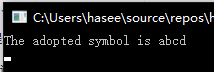 C:\Users\hasee\source\repos\h
The adopted symbol is abcd